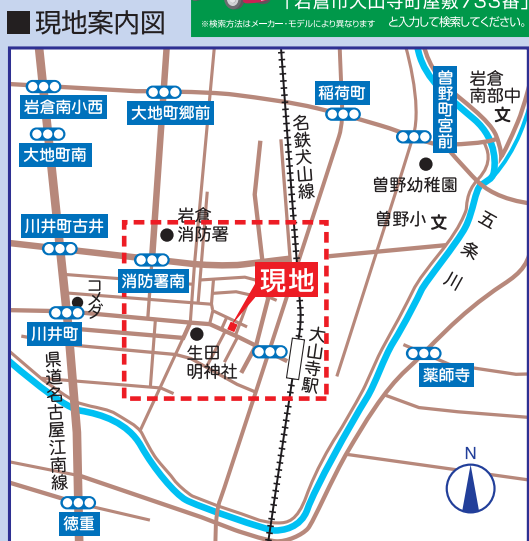 ■現地案内図
「岩倉市大山寺町屋敷733番」
※検索方法はメーカー・モデルにより異なります
と入力して検索してください。
岩倉南小西
大地町郷前
稲荷町
曽野町宮前
岩倉
南部中
文
大地町南
名鉄犬山線
曽野幼稚園
曽野小 文
五条川
川井町古井
岩倉
消防署
消防署南
現地
コメダ
川井町
生田
明神社
大山寺駅
薬師寺
県道名古屋江南線
徳重
N